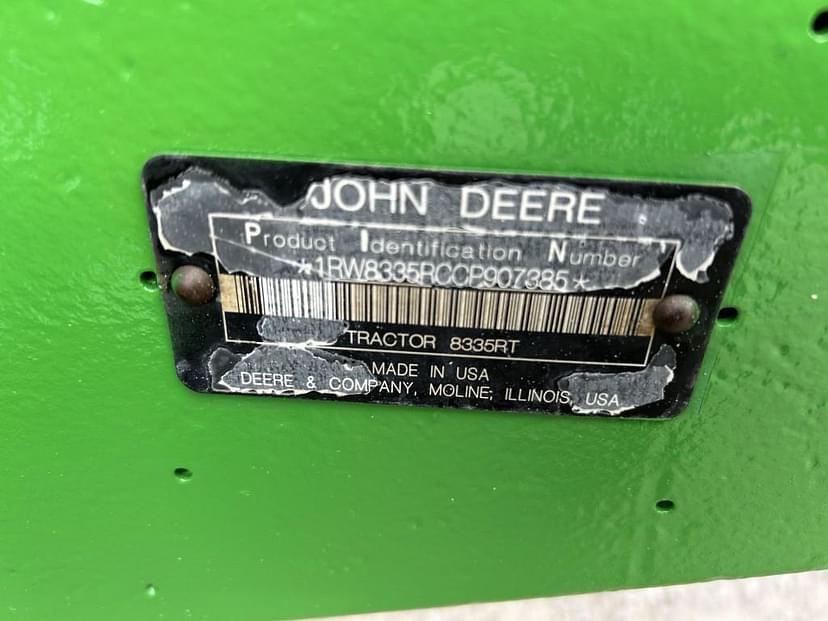 JOHN DEERE
Product Identification Number
*1RW8335RCCP907385*
TRACTOR 8335RT
MADE IN USA
DEERE & COMPANY, MOLINE, ILLINOIS, USA